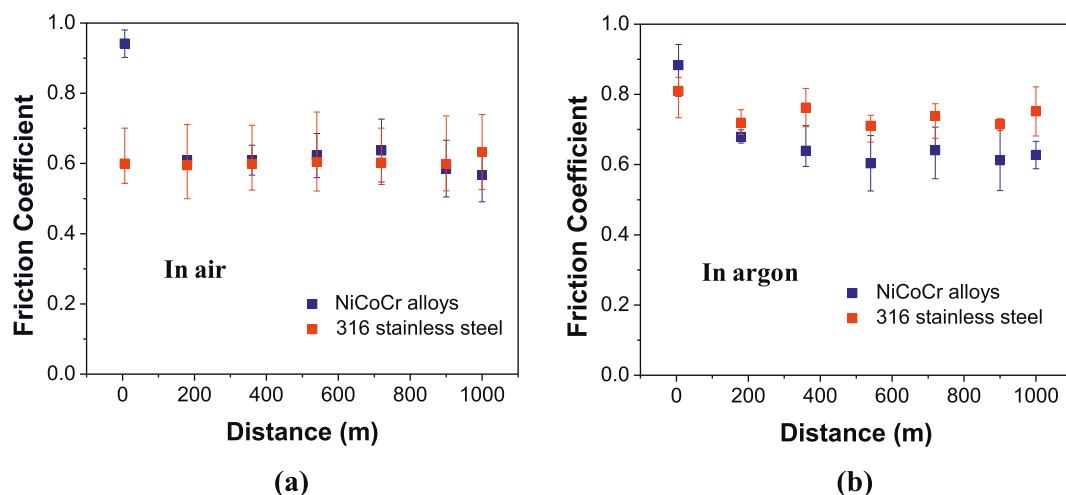 1.0
0.8
0.6
0.4
0.2
0.0
Friction Coefficient
In air
NiCoCr alloys
316 stainless steel
0 200 400 600 800 1000
Distance (m)
(a)
1.0
0.8
0.6
0.4
0.2
0.0
Friction Coefficient
In argon
NiCoCr alloys
316 stainless steel
0 200 400 600 800 1000
Distance (m)
(b)